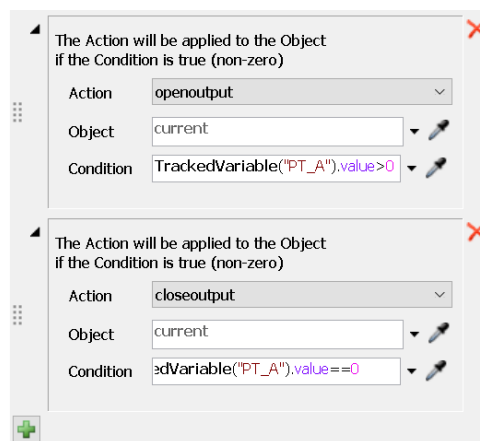 The Action will be applied to the Object
if the Condition is true (non-zero)
Action openoutput
Object current
Condition TrackedVariable("PT_A").value>0
The Action will be applied to the Object
if the Condition is true (non-zero)
Action closeoutput
Object current
Condition edVariable("PT_A").value==0